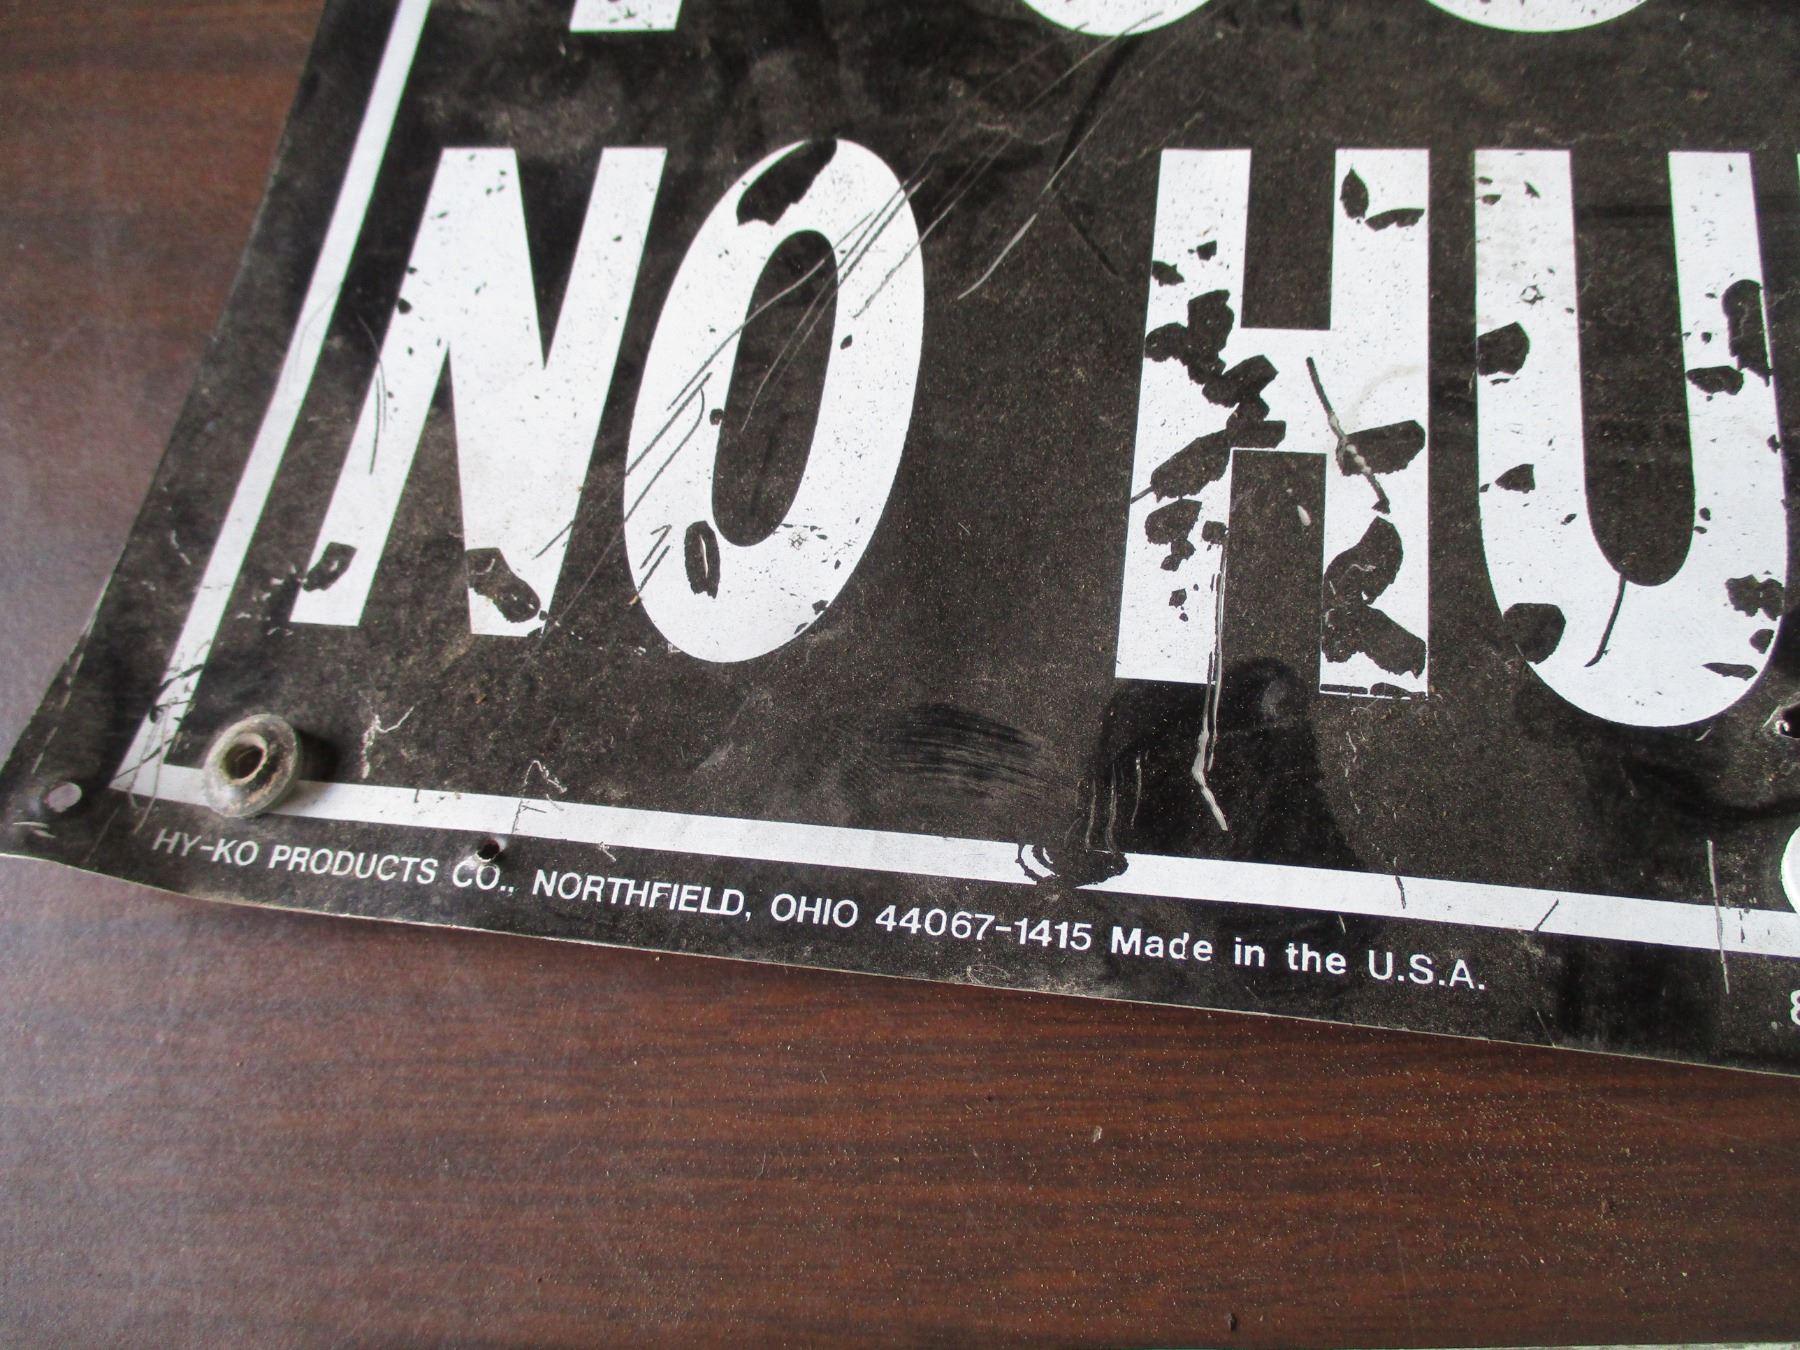 NO HU
HY-KO PRODUCTS CO., NORTHFIELD, OHIO 44067-1415 Made in the U.S.A.